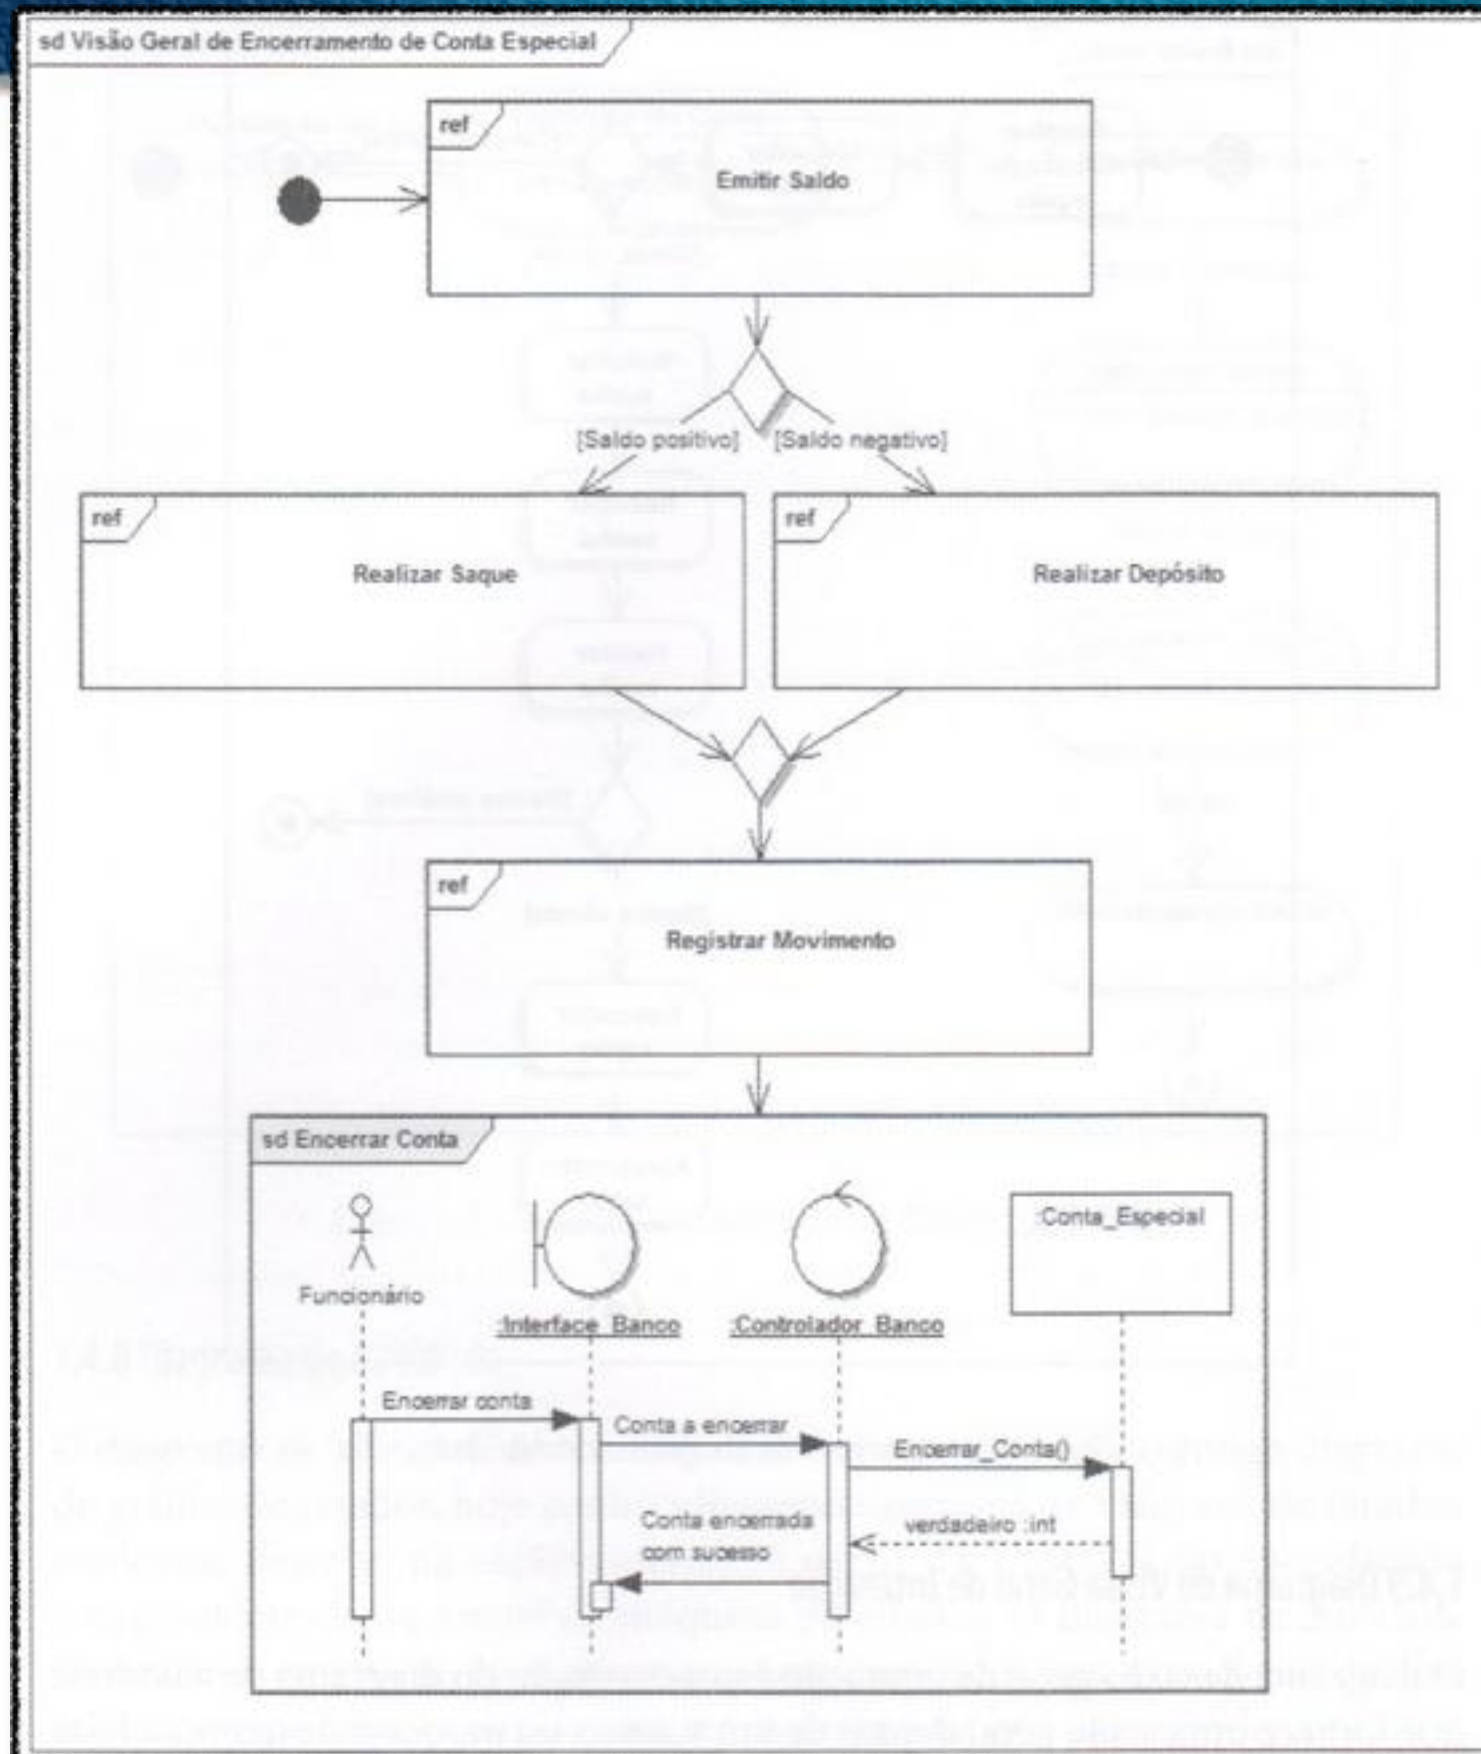 sd Visão Geral de Encerramento de Conta Especial
ref
Emitir Saldo
[Saldo positivo] [Saldo negativo]
ref
Realizar Saque
ref
Realizar Depósito
ref
Registrar Movimento
sd Encerrar Conta
:Conta_Especial
Funcionário
:Interface_Banco
:Controlador_Banco
Encerrar conta
Conta a encerrar
Encerrar_Conta()
verdadeiro :int
Conta encerrada
com sucesso